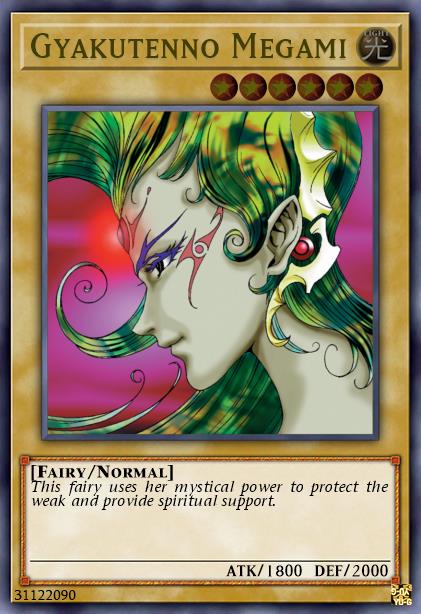 GYAKUTENNO MEGAMI
LIGHT
光
[FAIRY/NORMAL]
This fairy uses her mystical power to protect the
weak and provide spiritual support.
ATK/1800 DEF/2000
31122090